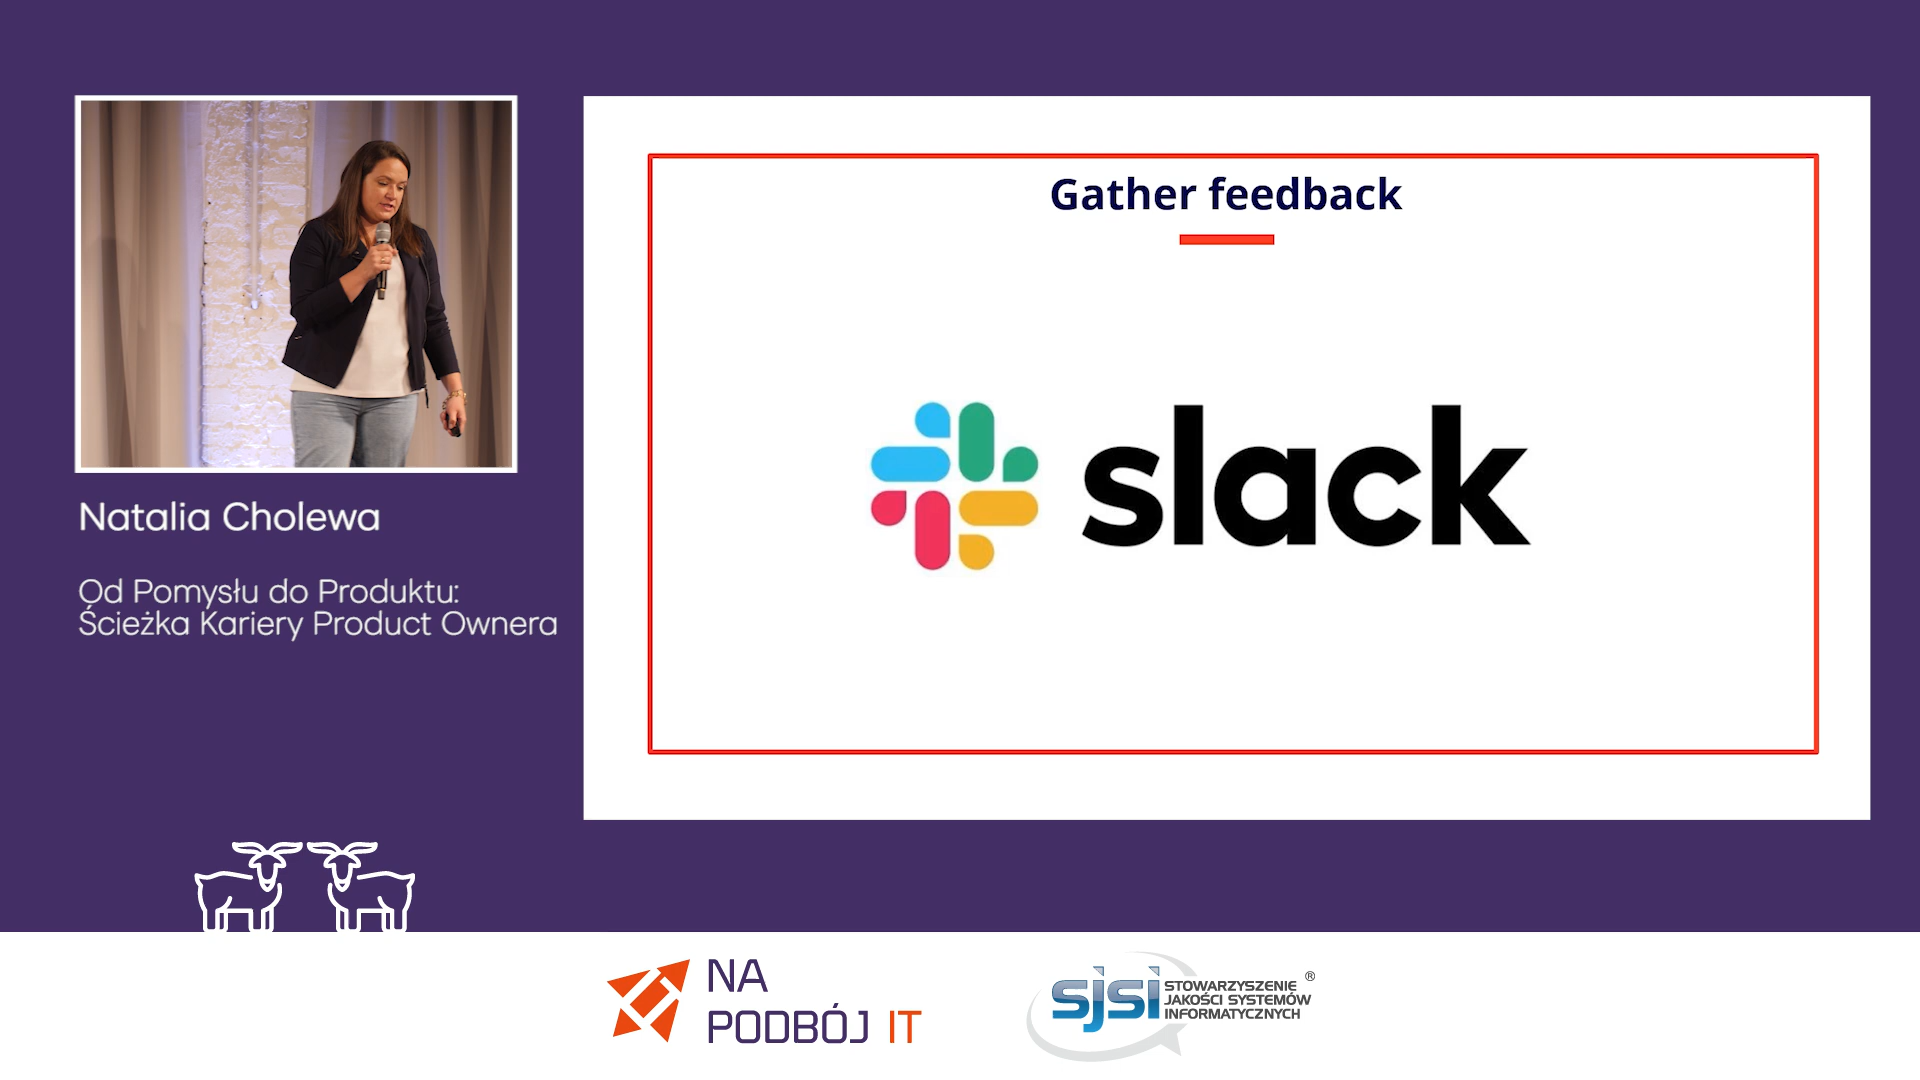 Gather feedback
slack
Natalia Cholewa
Od Pomysłu do Produktu:
Ścieżka Kariery Product Ownera
NA
PODBÓJ IT
sjsi
STOWARZYSZENIE ®
JAKOŚCI SYSTEMÓW
INFORMATYCZNYCH